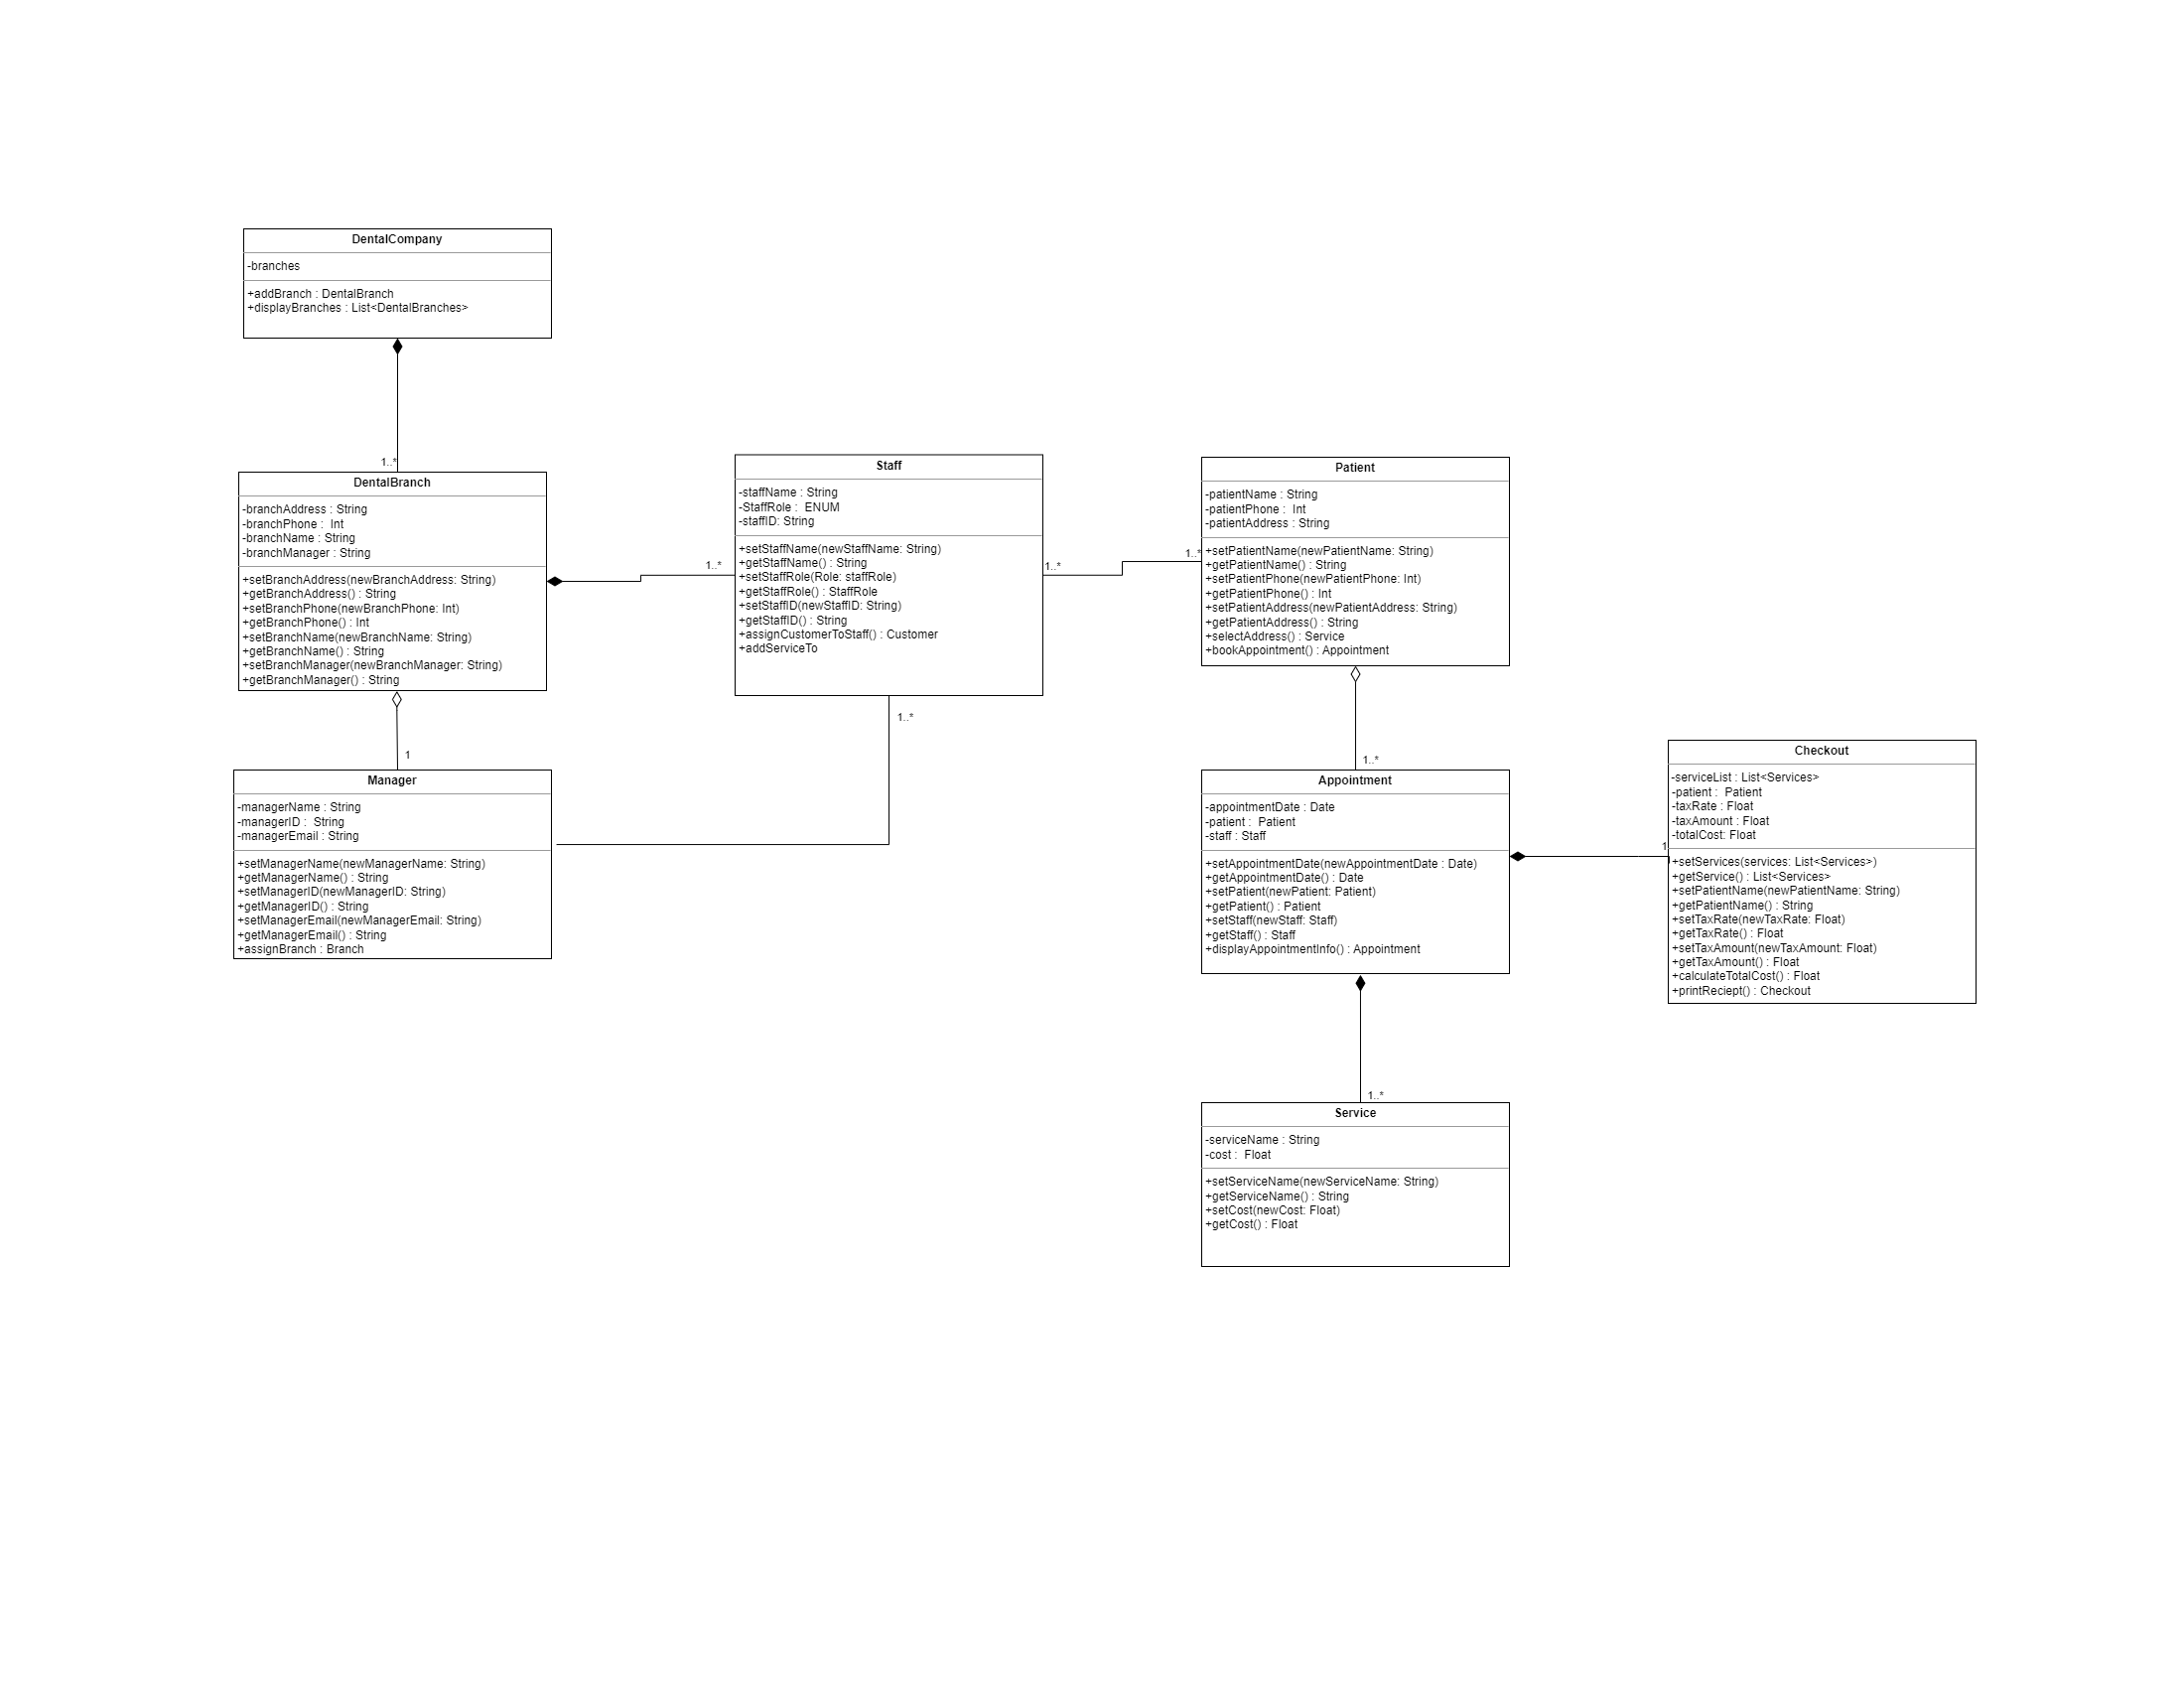 DentalCompany
-branches
+addBranch : DentalBranch
+displayBranches : List<DentalBranches>
1..*
DentalBranch
-branchAddress : String
-branchPhone :  Int
-branchName : String
-branchManager : String
+setBranchAddress(newBranchAddress: String)
+getBranchAddress() : String
+setBranchPhone(newBranchPhone: Int)
+getBranchPhone() : Int
+setBranchName(newBranchName: String)
+getBranchName() : String
+setBranchManager(newBranchManager: String)
+getBranchManager() : String
1..*
1
Manager
-managerName : String
-managerID :  String
-managerEmail : String
+setManagerName(newManagerName: String)
+getManagerName() : String
+setManagerID(newManagerID: String)
+getManagerID() : String
+setManagerEmail(newManagerEmail: String)
+getManagerEmail() : String
+assignBranch : Branch
Staff
-staffName : String
-StaffRole :  ENUM
-staffID: String
+setStaffName(newStaffName: String)
+getStaffName() : String
+setStaffRole(Role: staffRole)
+getStaffRole() : StaffRole
+setStaffID(newStaffID: String)
+getStaffID() : String
+assignCustomerToStaff() : Customer
+addServiceTo
1..*
1..*
1..*
Patient
-patientName : String
-patientPhone :  Int
-patientAddress : String
+setPatientName(newPatientName: String)
+getPatientName() : String
+setPatientPhone(newPatientPhone: Int)
+getPatientPhone() : Int
+setPatientAddress(newPatientAddress: String)
+getPatientAddress() : String
+selectAddress() : Service
+bookAppointment() : Appointment
1..*
Appointment
-appointmentDate : Date
-patient :  Patient
-staff : Staff
+setAppointmentDate(newAppointmentDate : Date)
+getAppointmentDate() : Date
+setPatient(newPatient: Patient)
+getPatient() : Patient
+setStaff(newStaff: Staff)
+getStaff() : Staff
+displayAppointmentInfo() : Appointment
1
Checkout
-serviceList : List<Services>
-patient :  Patient
-taxRate : Float
-taxAmount : Float
-totalCost: Float
+setServices(services: List<Services>)
+getService() : List<Services>
+setPatientName(newPatientName: String)
+getPatientName() : String
+setTaxRate(newTaxRate: Float)
+getTaxRate() : Float
+setTaxAmount(newTaxAmount: Float)
+getTaxAmount() : Float
+calculateTotalCost() : Float
+printReciept() : Checkout
1..*
Service
-serviceName : String
-cost :  Float
+setServiceName(newServiceName: String)
+getServiceName() : String
+setCost(newCost: Float)
+getCost() : Float